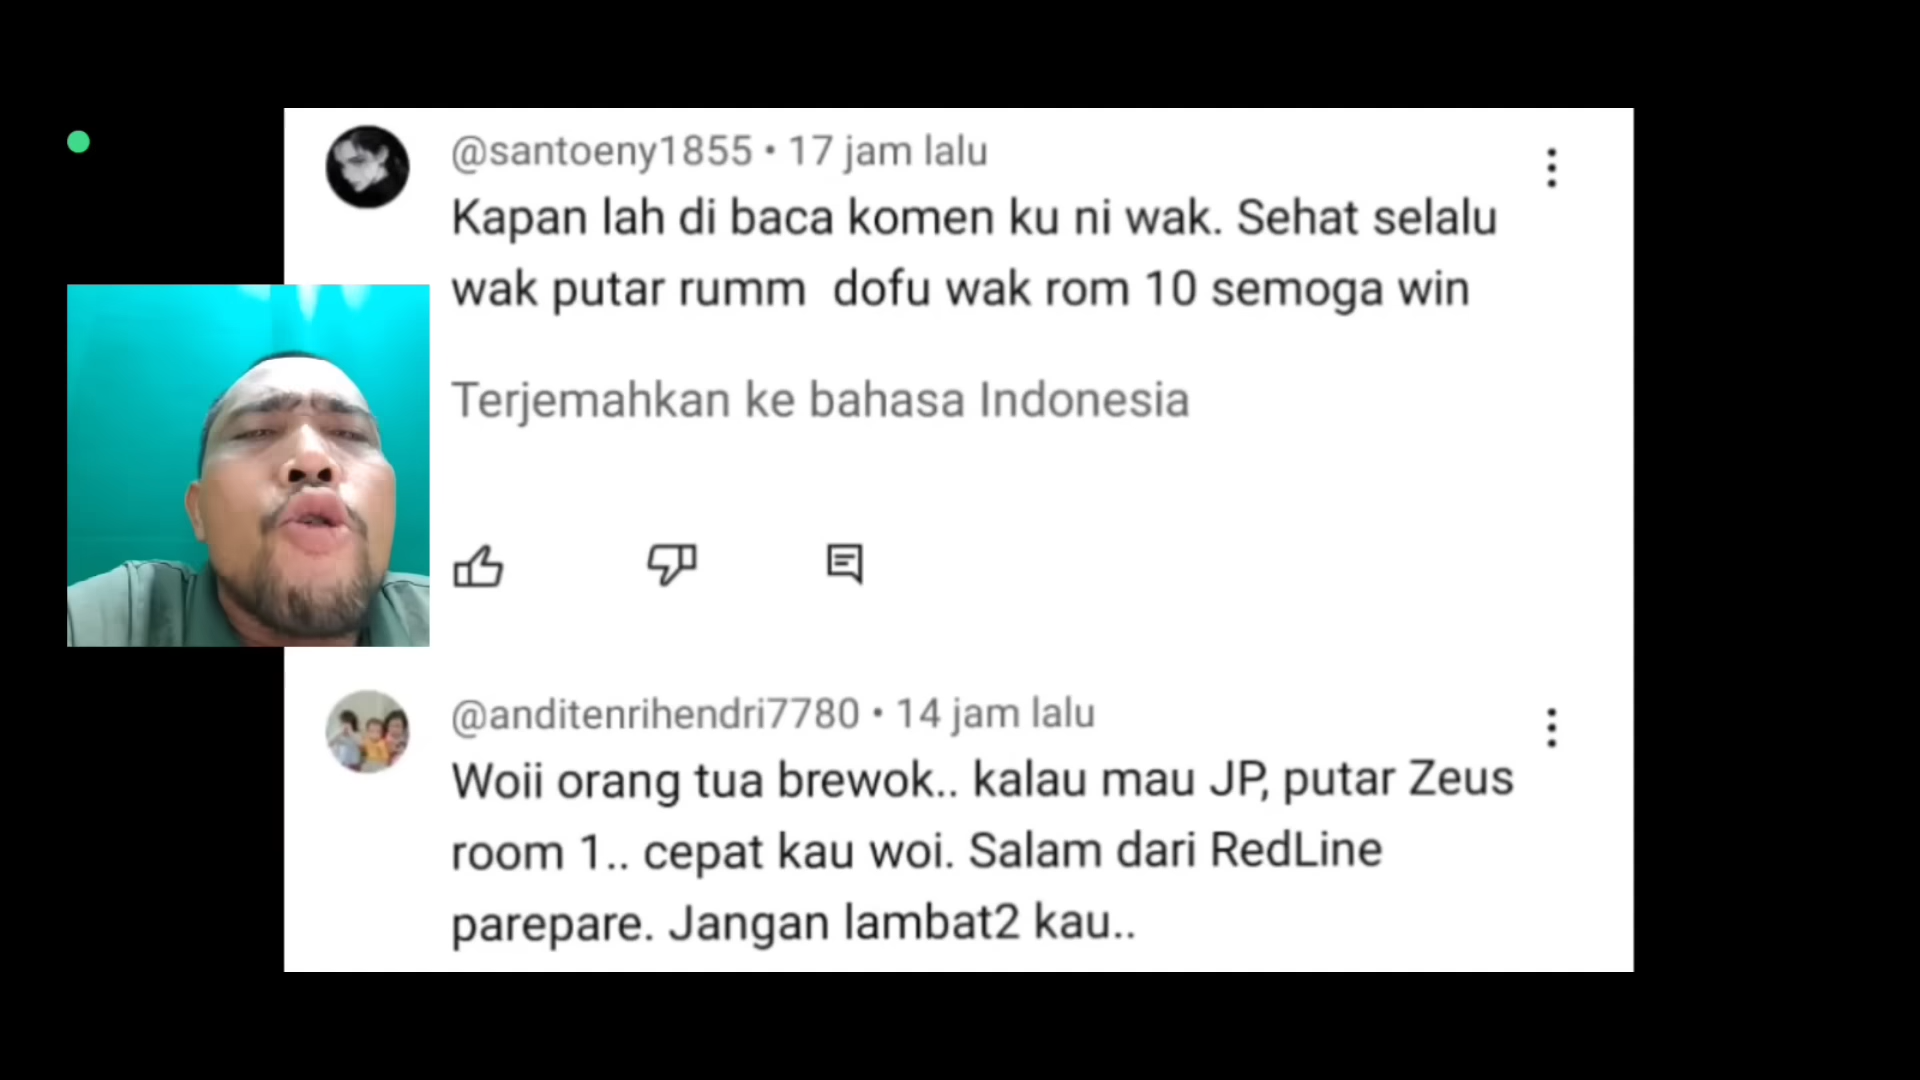 @santoeny1855 • 17 jam lalu
Kapan lah di baca komen ku ni wak. Sehat selalu
wak putar rumm  dofu wak rom 10 semoga win
Terjemahkan ke bahasa Indonesia
@anditenrihendri7780 • 14 jam lalu
Woii orang tua brewok.. kalau mau JP, putar Zeus
room 1.. cepat kau woi. Salam dari RedLine
parepare. Jangan lambat2 kau..